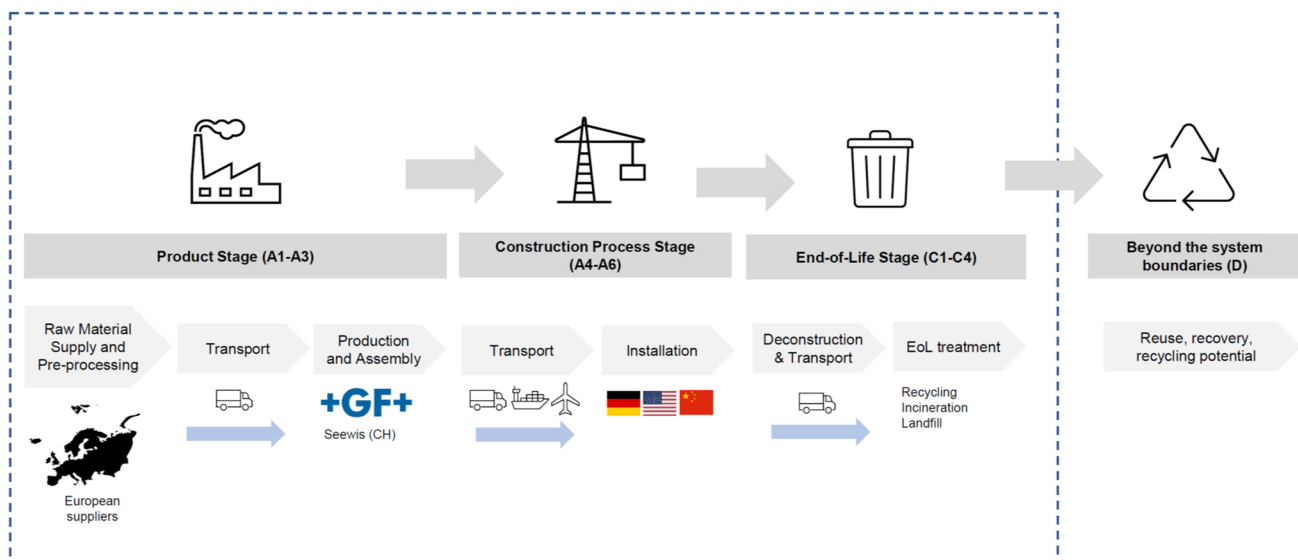 Product Stage (A1-A3)
Construction Process Stage
(A4-A6)
End-of-Life Stage (C1-C4)
Beyond the system
boundaries (D)
Raw Material
Supply and
Pre-processing
Transport
Production
and Assembly
Transport
Installation
Deconstruction
& Transport
EoL treatment
Reuse, recovery,
recycling potential
+GF+
Seewis (CH)
Recycling
Incineration
Landfill
European
suppliers